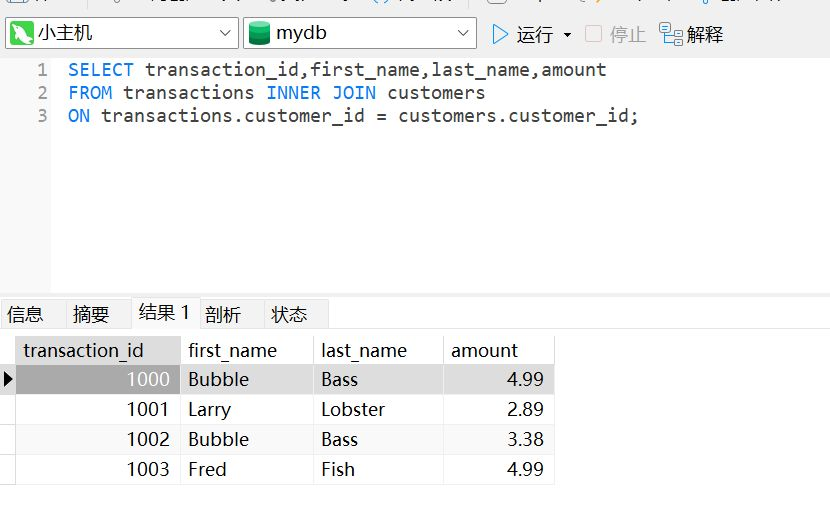 小主机 mydb 运行 停止 解释
1 SELECT transaction_id,first_name,last_name,amount
2 FROM transactions INNER JOIN customers
3 ON transactions.customer_id = customers.customer_id;
信息 摘要 结果 1 剖析 状态
transaction_id first_name last_name amount
1000 Bubble Bass 4.99
1001 Larry Lobster 2.89
1002 Bubble Bass 3.38
1003 Fred Fish 4.99